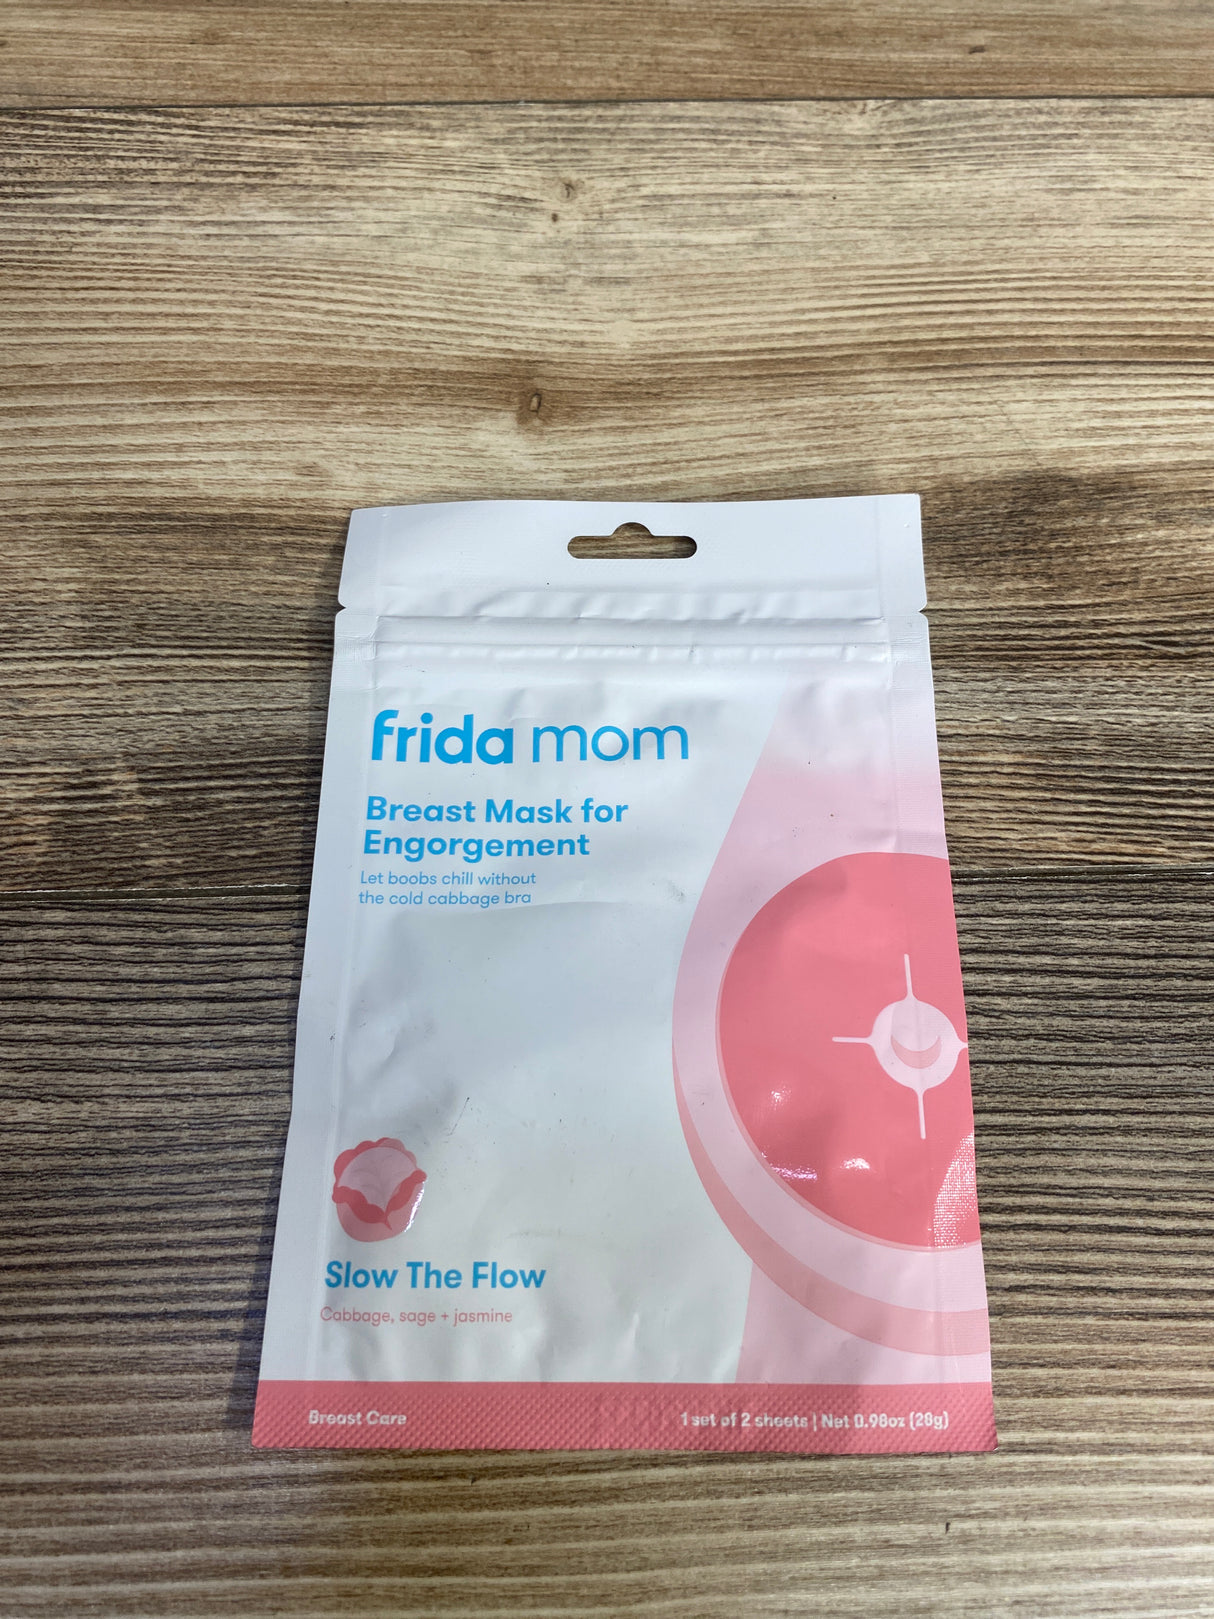 frida mom
Breast Mask for
Engorgement
Let boobs chill without
the cold cabbage bra
Slow The Flow
Cabbage, sage + jasmine
Breast Care
1 set of 2 sheets | Net 0.98oz (28g)